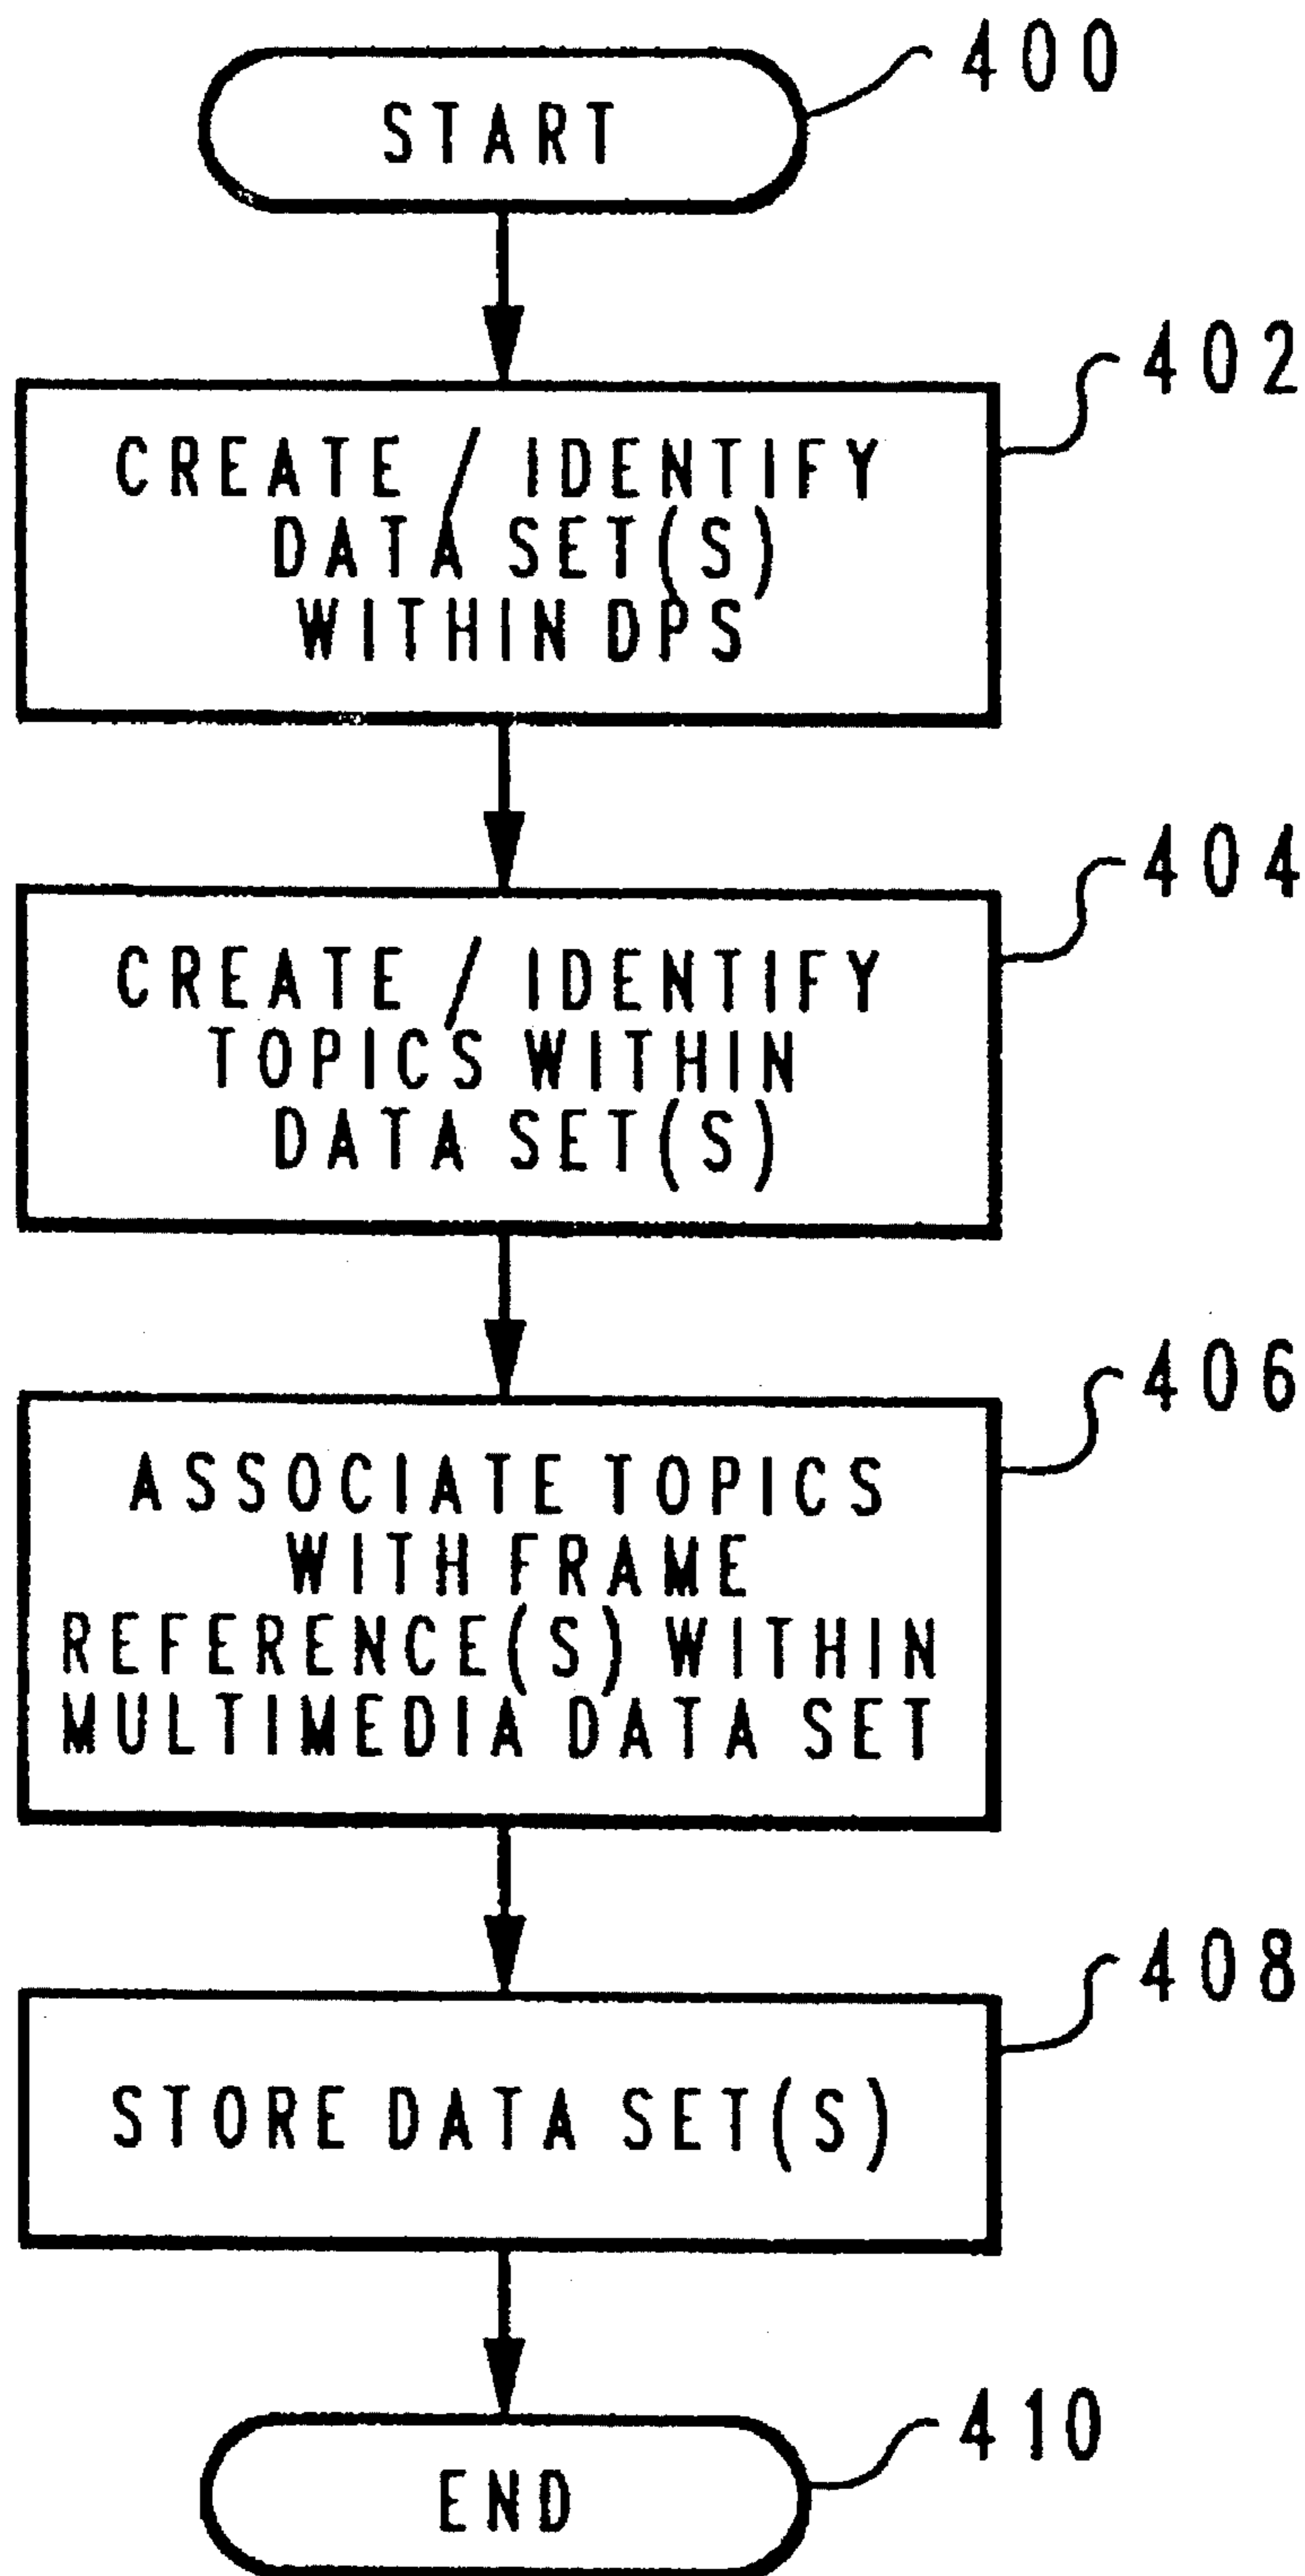 START
400
CREATE / IDENTIFY
DATA SET(S)
WITHIN DPS
402
CREATE / IDENTIFY
TOPICS WITHIN
DATA SET(S)
404
ASSOCIATE TOPICS
WITH FRAME
REFERENCE(S) WITHIN
MULTIMEDIA DATA SET
406
STORE DATA SET(S)
408
END
410